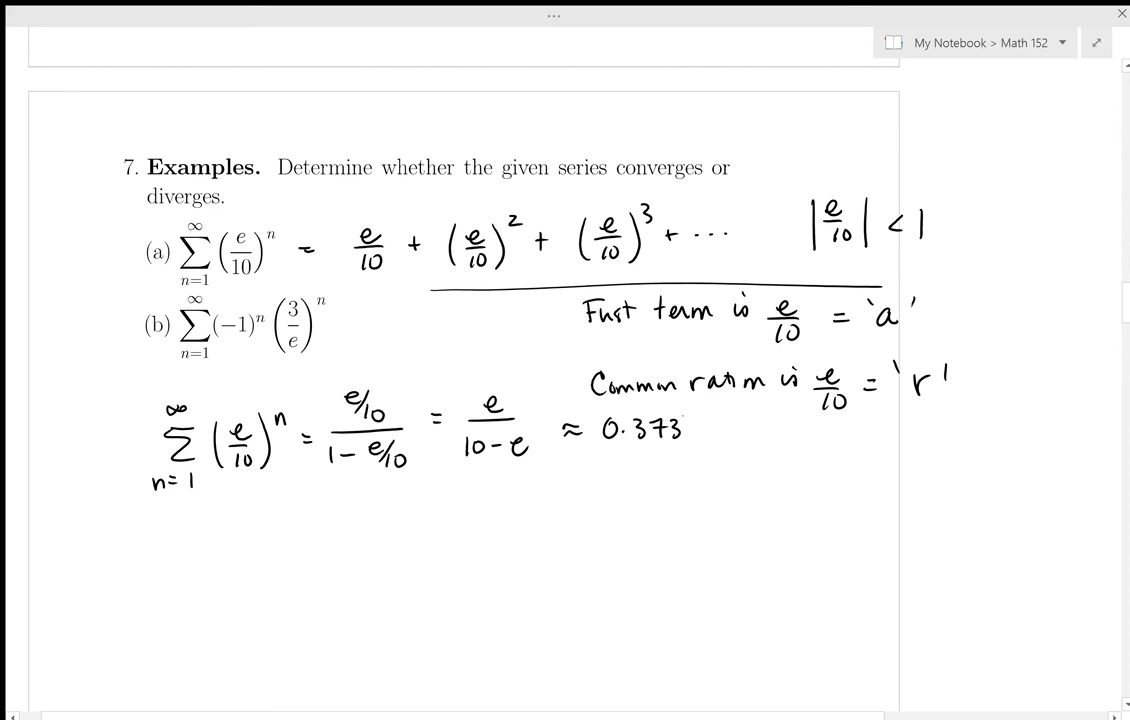 My Notebook > Math 152
7. Examples. Determine whether the given series converges or
diverges.
(a) ∑_{n=1}^{∞} (e/10)^n = e/10 + (e/10)^2 + (e/10)^3 + ... |e/10| < 1
First term is e/10 = 'a'
(b) ∑_{n=1}^{∞} (−1)^n (3/e)^n
Common ratio is e/10 = 'r'
∑_{n=1}^{∞} (e/10)^n = (e/10)/(1 − e/10) = e/(10 − e) ≈ 0.373